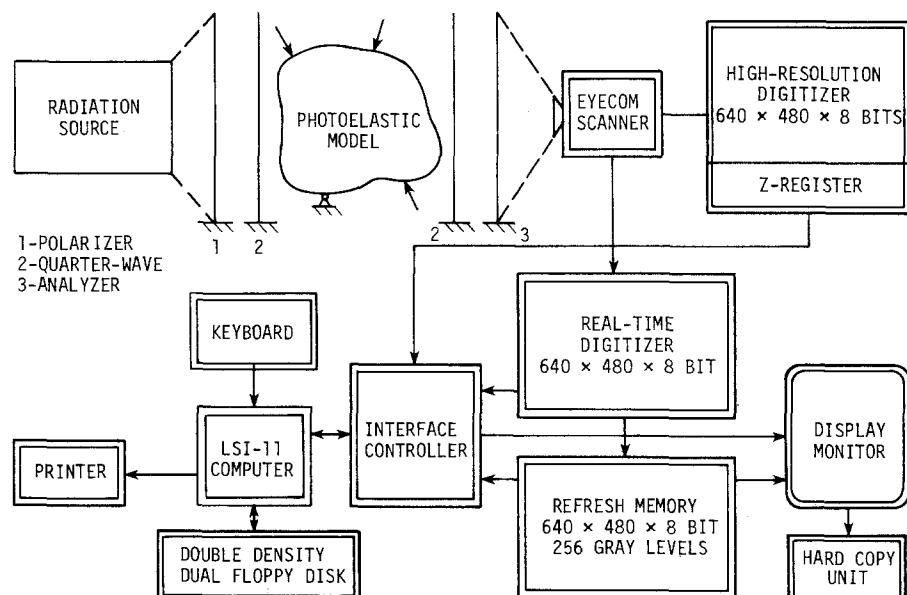 RADIATION
SOURCE
PHOTOELASTIC
MODEL
EYECOM
SCANNER
HIGH-RESOLUTION
DIGITIZER
640 × 480 × 8 BITS
Z-REGISTER
1
2
2
3
1-POLARIZER
2-QUARTER-WAVE
3-ANALYZER
KEYBOARD
REAL-TIME
DIGITIZER
640 × 480 × 8 BIT
PRINTER
LSI-11
COMPUTER
INTERFACE
CONTROLLER
DISPLAY
MONITOR
REFRESH MEMORY
640 × 480 × 8 BIT
256 GRAY LEVELS
DOUBLE DENSITY
DUAL FLOPPY DISK
HARD COPY
UNIT